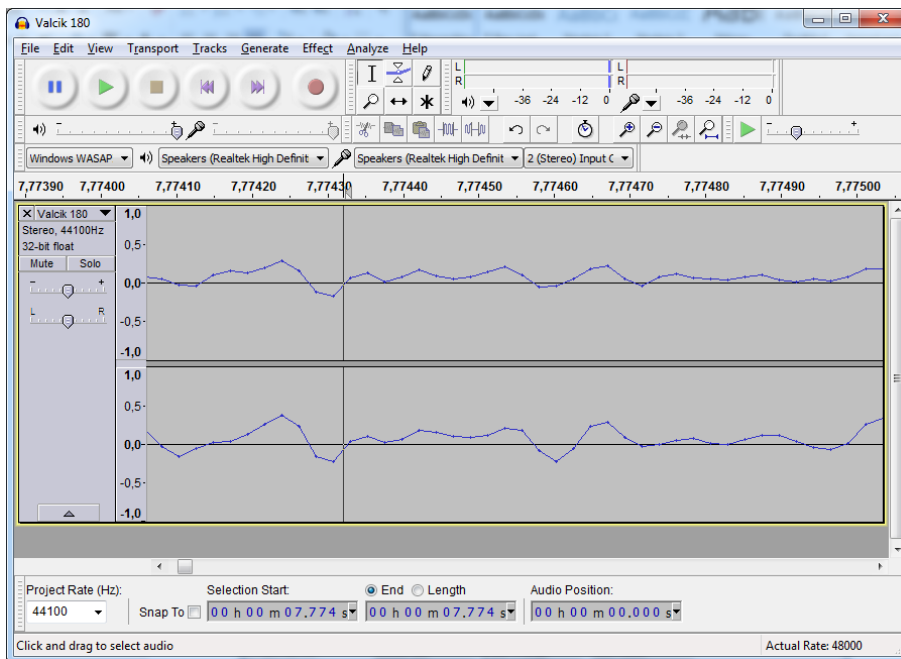 Valcik 180
File Edit View Transport Tracks Generate Effect Analyze Help
L
R
-36 -24 -12 0
L
R
-36 -24 -12 0
Windows WASAP
Speakers (Realtek High Definit
Speakers (Realtek High Definit
2 (Stereo) Input C
7,77390 7,77400 7,77410 7,77420 7,77430 7,77440 7,77450 7,77460 7,77470 7,77480 7,77490 7,77500
Valcik 180
Stereo, 44100Hz
32-bit float
Mute Solo
- +
L R
1,0
0,5-
0,0-
-0,5-
-1,0
1,0
0,5-
0,0-
-0,5-
-1,0
Project Rate (Hz):
44100
Snap To
Selection Start:
00 h 00 m 07.774 s
End Length
00 h 00 m 07.774 s
Audio Position:
00 h 00 m 00.000 s
Click and drag to select audio
Actual Rate: 48000